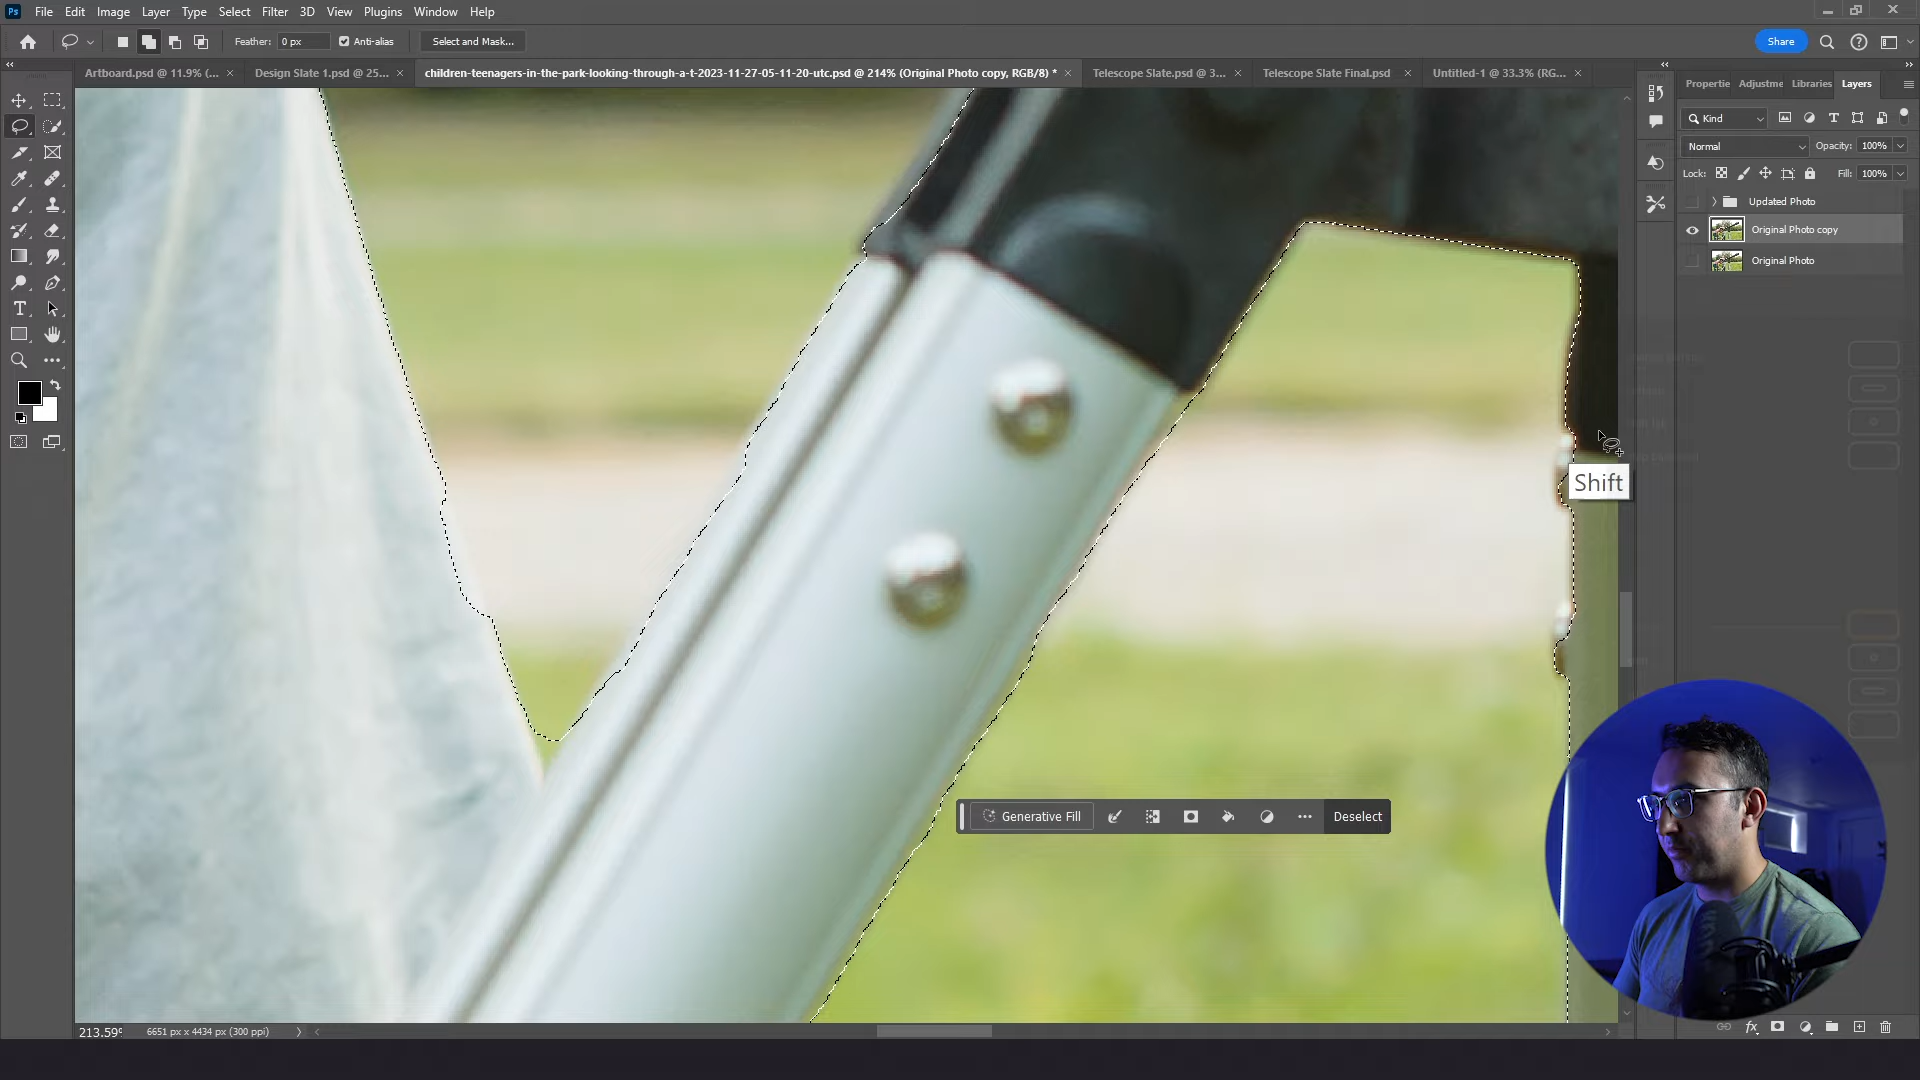 Ps File Edit Image Layer Type Select Filter 3D View Plugins Window Help
Feather: 0 px Anti-alias Select and Mask... Share
Artboard.psd @ 11.9% (... × Design Slate 1.psd @ 25... × children-teenagers-in-the-park-looking-through-a-t-2023-11-27-05-11-20-utc.psd @ 214% (Original Photo copy, RGB/8) * × Telescope Slate.psd @ 3... × Telescope Slate Final.psd × Untitled-1 @ 33.3% (RG... ×
Propertie Adjustme Libraries Layers
Kind
Normal Opacity: 100%
Lock: Fill: 100%
Updated Photo
Original Photo copy
Original Photo
Shift
Generative Fill Deselect
213.59% 6651 px x 4434 px (300 ppi)